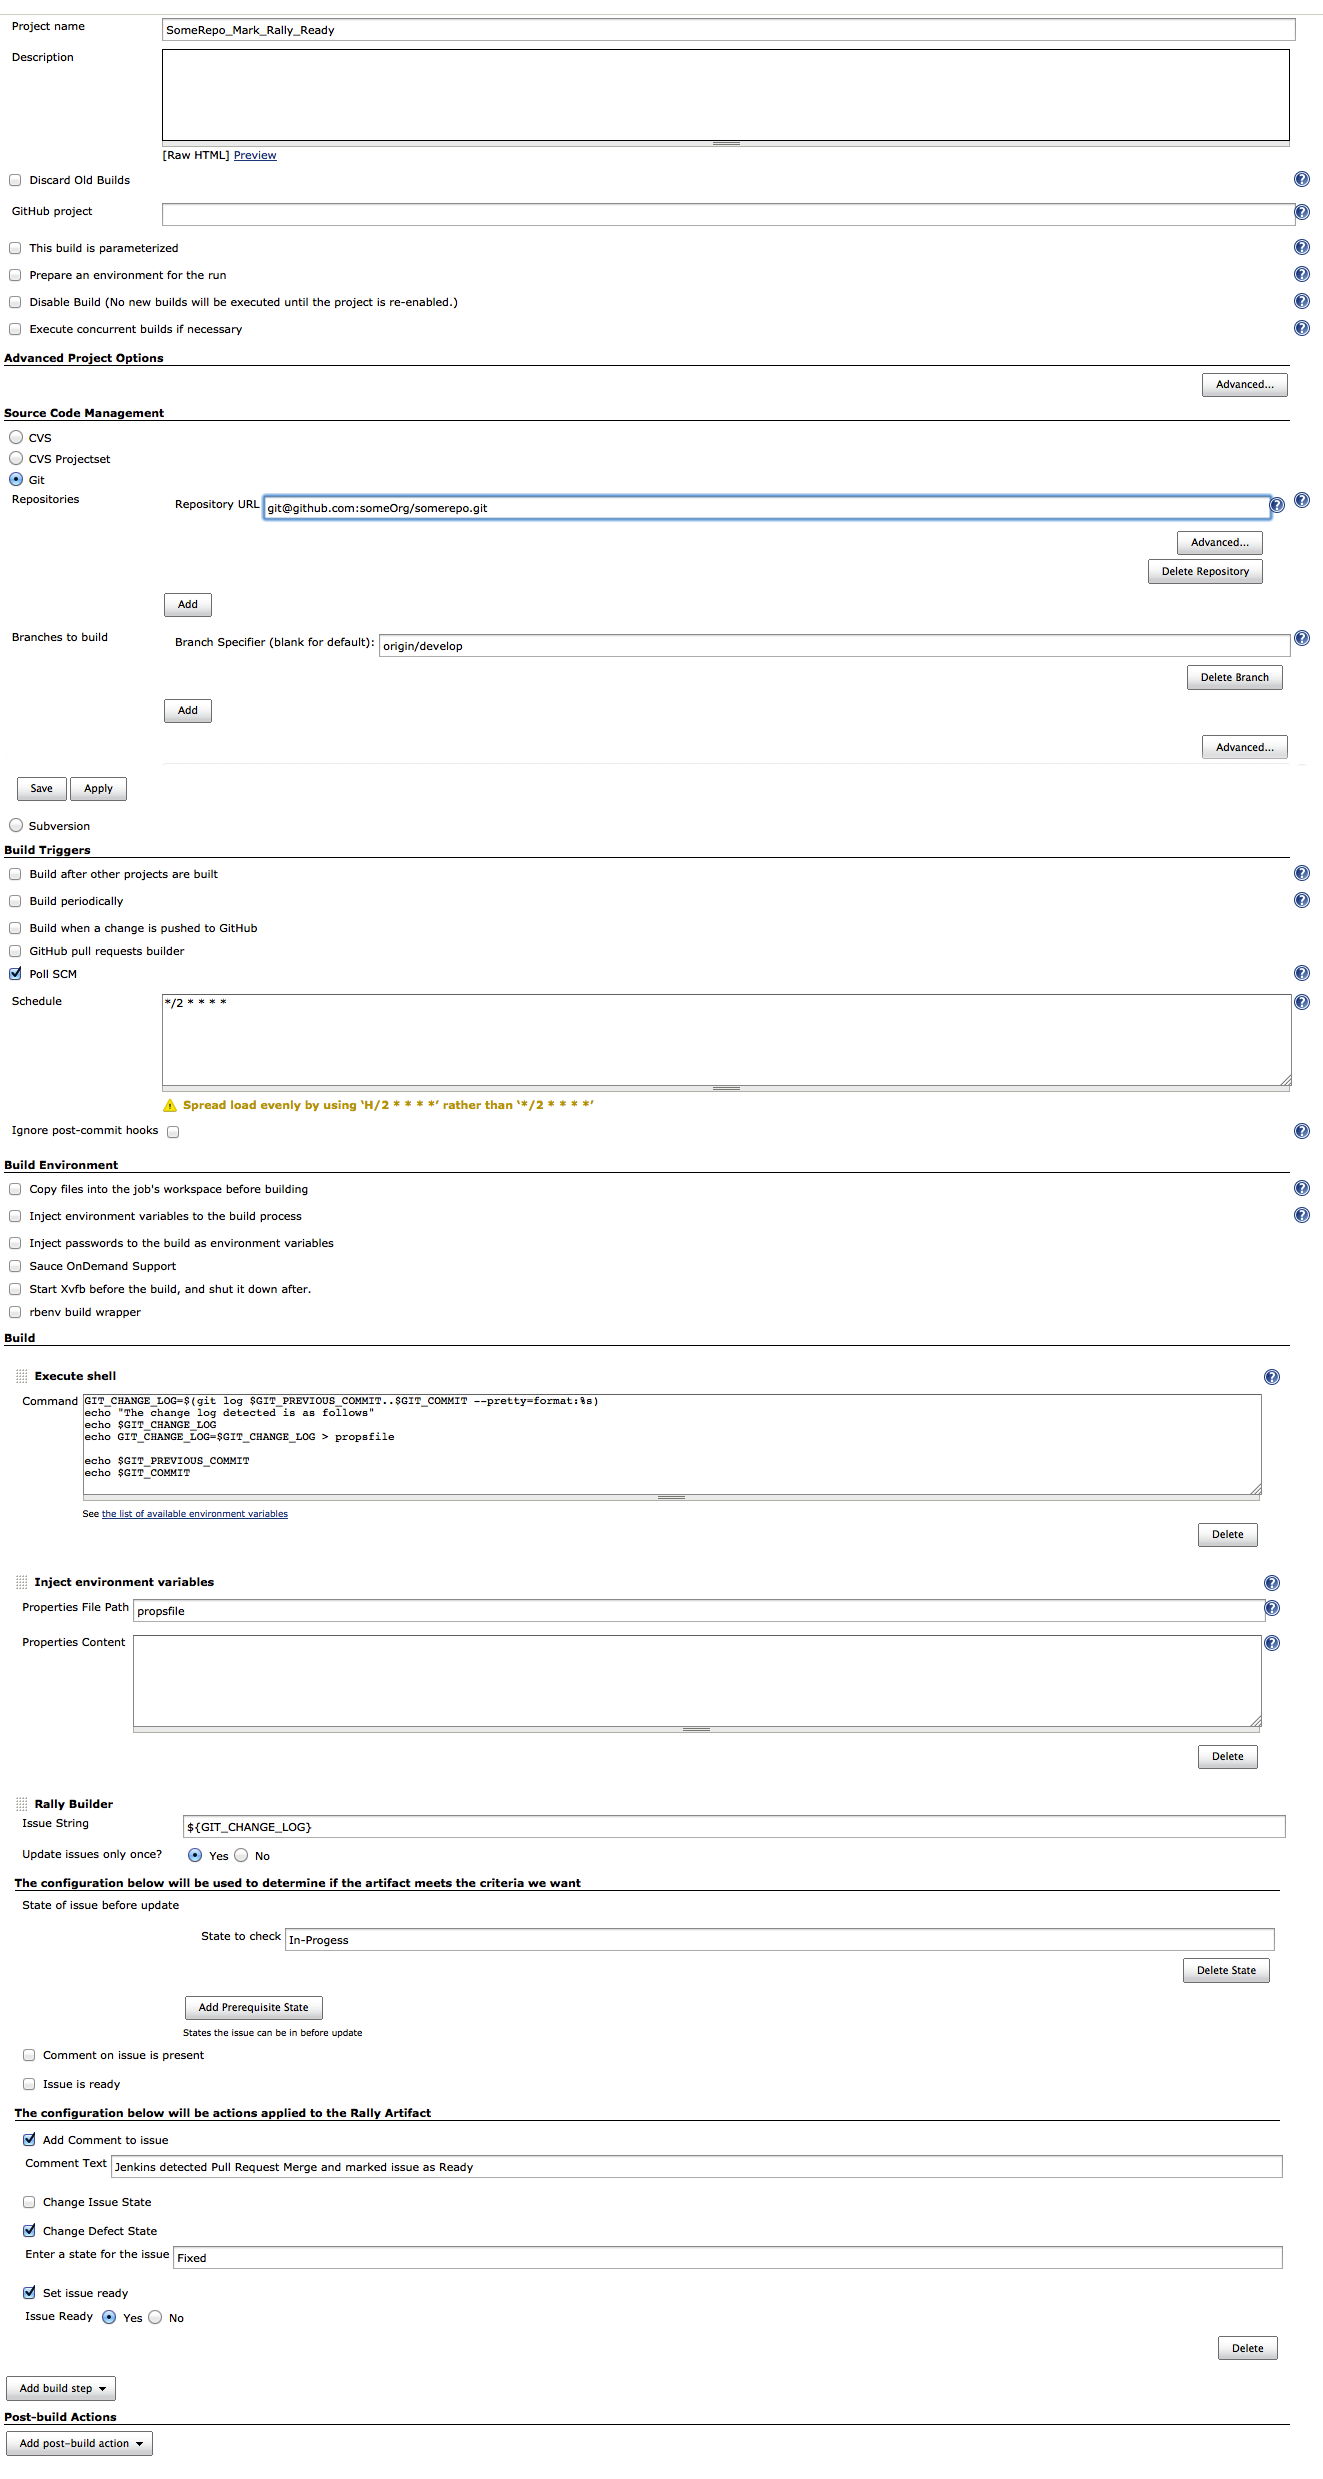 Project name SomeRepo_Mark_Rally_Ready
Description
[Raw HTML] Preview
Discard Old Builds
GitHub project
This build is parameterized
Prepare an environment for the run
Disable Build (No new builds will be executed until the project is re-enabled.)
Execute concurrent builds if necessary
Advanced Project Options
Advanced...
Source Code Management
CVS
CVS Projectset
Git
Repositories Repository URL git@github.com:someOrg/somerepo.git
Advanced...
Delete Repository
Add
Branches to build Branch Specifier (blank for default): origin/develop
Delete Branch
Add
Advanced...
Save Apply
Subversion
Build Triggers
Build after other projects are built
Build periodically
Build when a change is pushed to GitHub
GitHub pull requests builder
Poll SCM
Schedule */2 * * * *
Spread load evenly by using ‘H/2 * * * *’ rather than ‘*/2 * * * *’
Ignore post-commit hooks
Build Environment
Copy files into the job's workspace before building
Inject environment variables to the build process
Inject passwords to the build as environment variables
Sauce OnDemand Support
Start Xvfb before the build, and shut it down after.
rbenv build wrapper
Build
Execute shell
Command GIT_CHANGE_LOG=$(git log $GIT_PREVIOUS_COMMIT..$GIT_COMMIT --pretty=format:%s)
echo "The change log detected is as follows"
echo $GIT_CHANGE_LOG
echo GIT_CHANGE_LOG=$GIT_CHANGE_LOG > propsfile
echo $GIT_PREVIOUS_COMMIT
echo $GIT_COMMIT
See the list of available environment variables
Delete
Inject environment variables
Properties File Path propsfile
Properties Content
Delete
Rally Builder
Issue String ${GIT_CHANGE_LOG}
Update issues only once? Yes No
The configuration below will be used to determine if the artifact meets the criteria we want
State of issue before update
State to check In-Progess
Delete State
Add Prerequisite State
States the issue can be in before update
Comment on issue is present
Issue is ready
The configuration below will be actions applied to the Rally Artifact
Add Comment to issue
Comment Text Jenkins detected Pull Request Merge and marked issue as Ready
Change Issue State
Change Defect State
Enter a state for the issue Fixed
Set issue ready
Issue Ready Yes No
Delete
Add build step
Post-build Actions
Add post-build action